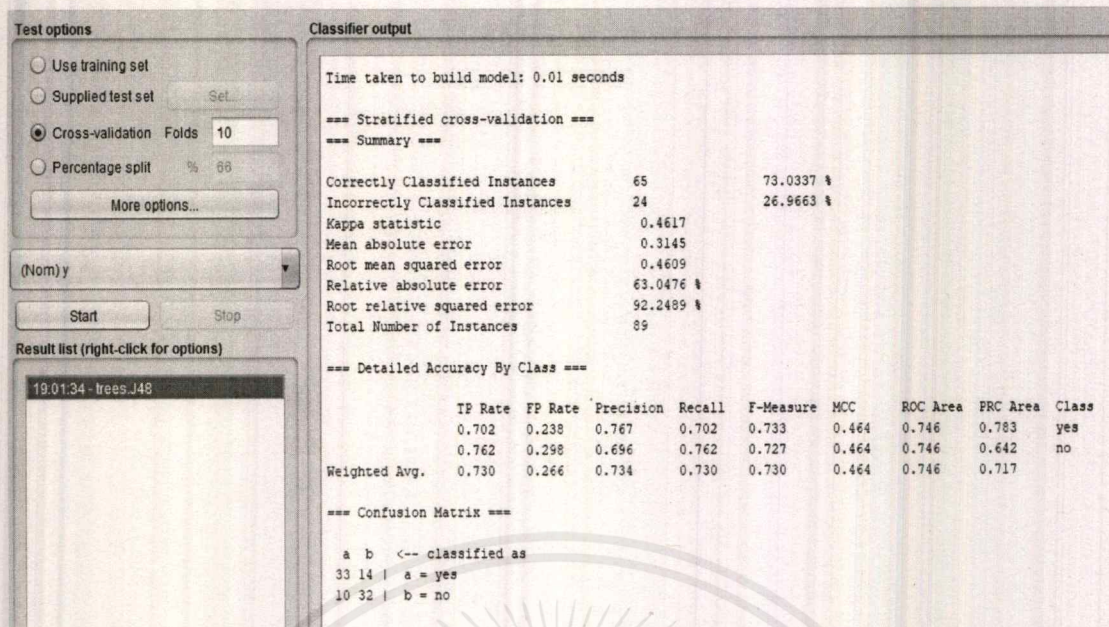 Test options
Use training set
Supplied test set Set...
Cross-validation Folds 10
Percentage split % 66
More options...
(Nom) y
Start Stop
Result list (right-click for options)
19:01:34 - trees.J48
Classifier output
Time taken to build model: 0.01 seconds
=== Stratified cross-validation ===
=== Summary ===
Correctly Classified Instances 65 73.0337 %
Incorrectly Classified Instances 24 26.9663 %
Kappa statistic 0.4617
Mean absolute error 0.3145
Root mean squared error 0.4609
Relative absolute error 63.0476 %
Root relative squared error 92.2489 %
Total Number of Instances 89
=== Detailed Accuracy By Class ===
TP Rate FP Rate Precision Recall F-Measure MCC ROC Area PRC Area Class
0.702 0.238 0.767 0.702 0.733 0.464 0.746 0.783 yes
0.762 0.298 0.696 0.762 0.727 0.464 0.746 0.642 no
Weighted Avg. 0.730 0.266 0.734 0.730 0.730 0.464 0.746 0.717
=== Confusion Matrix ===
a b <-- classified as
33 14 | a = yes
10 32 | b = no